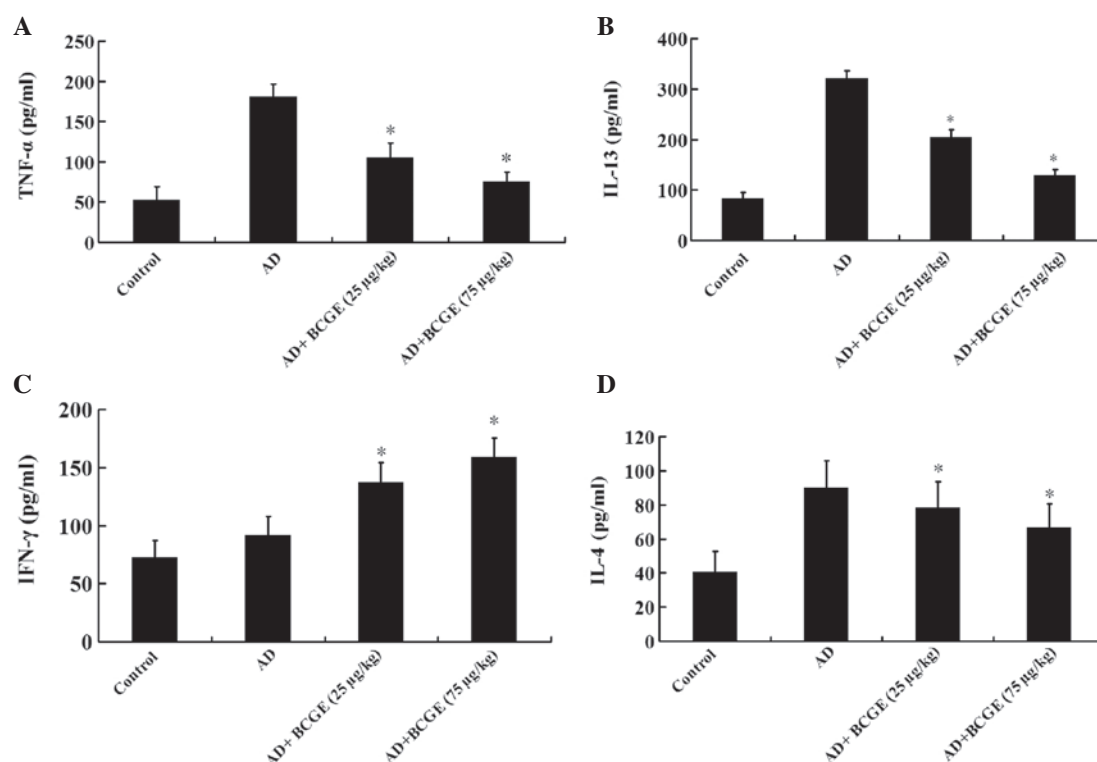 A
TNF-α (pg/ml)
250
200
150
100
50
0
Control
AD
AD+ BCGE (25 µg/kg)
AD+BCGE (75 µg/kg)
*
*
B
IL-13 (pg/ml)
400
300
200
100
0
Control
AD
AD+ BCGE (25 µg/kg)
AD+BCGE (75 µg/kg)
*
*
C
IFN-γ (pg/ml)
200
150
100
50
0
Control
AD
AD+ BCGE (25 µg/kg)
AD+BCGE (75 µg/kg)
*
*
D
IL-4 (pg/ml)
120
100
80
60
40
20
0
Control
AD
AD+ BCGE (25 µg/kg)
AD+BCGE (75 µg/kg)
*
*